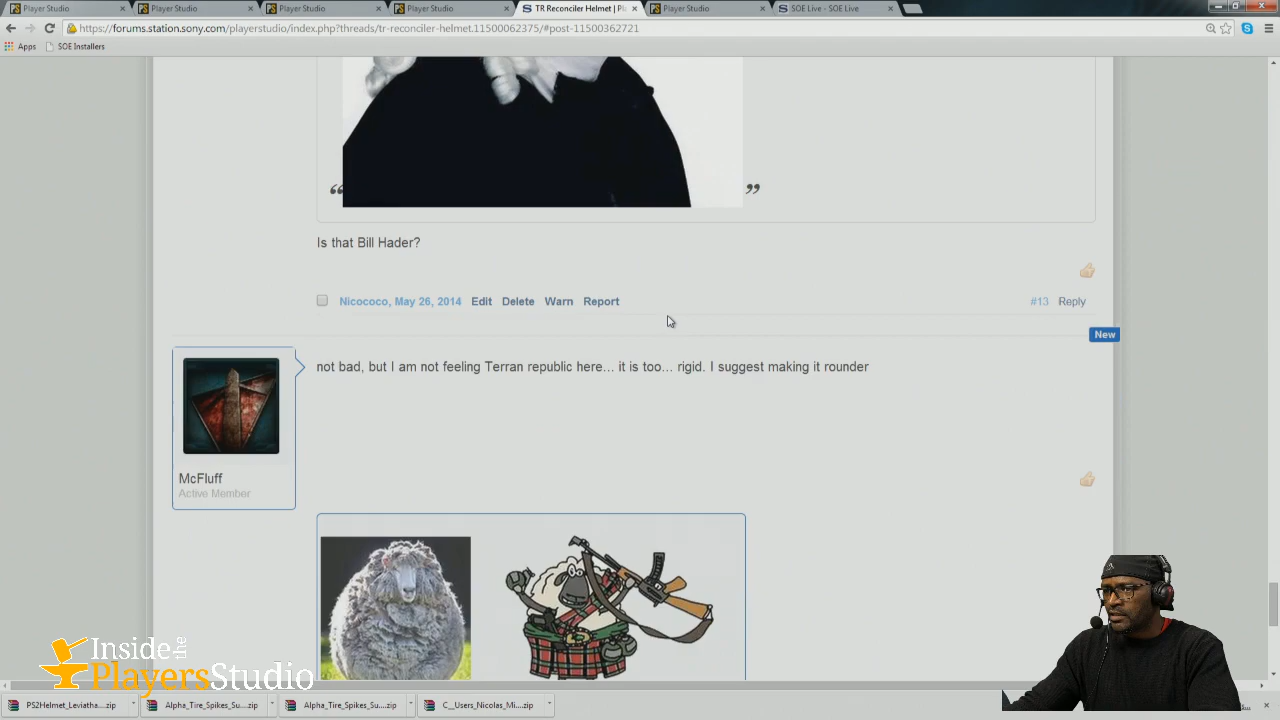 Player Studio
Player Studio
Player Studio
Player Studio
TR Reconciler Helmet | Pl
Player Studio
SOE Live - SOE Live
https://forums.station.sony.com/playerstudio/index.php?threads/tr-reconciler-helmet.11500062375/#post-11500362721
Apps
SOE Installers
“ ”
Is that Bill Hader?
Nicococo, May 26, 2014 Edit Delete Warn Report
#13 Reply
New
not bad, but I am not feeling Terran republic here... it is too... rigid. I suggest making it rounder
McFluff
Active Member
Inside the
PlayersStudio
PS2Helmet_Leviatha....zip
Alpha_Tire_Spikes_Su....zip
Alpha_Tire_Spikes_Su....zip
C__Users_Nicolas_Mi....zip